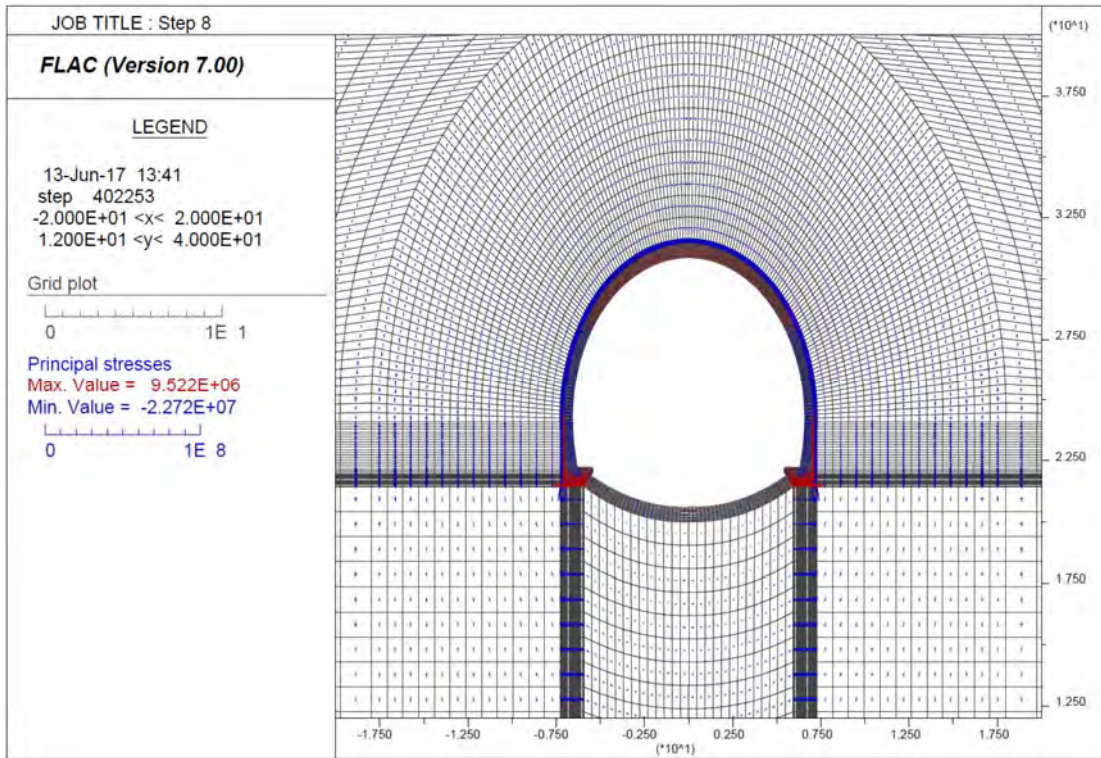 JOB TITLE : Step 8
FLAC (Version 7.00)
LEGEND
13-Jun-17 13:41
step 402253
-2.000E+01 <x< 2.000E+01
1.200E+01 <y< 4.000E+01
Grid plot
0 1E 1
Principal stresses
Max. Value = 9.522E+06
Min. Value = -2.272E+07
0 1E 8
(*10^1)
3.750
3.250
2.750
2.250
1.750
1.250
-1.750 -1.250 -0.750 -0.250 0.250 0.750 1.250 1.750
(*10^1)